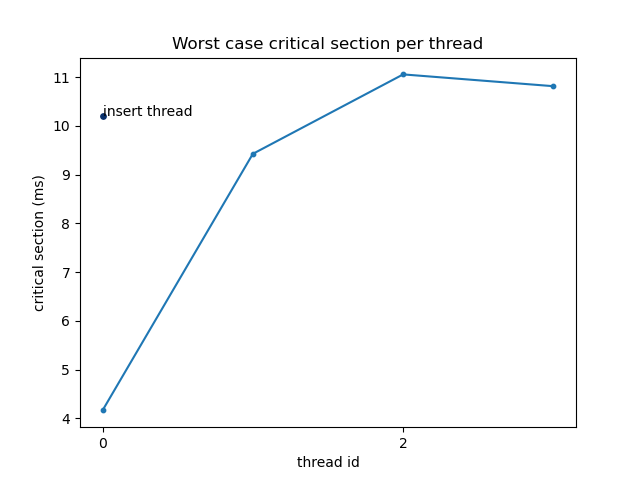 Worst case critical section per thread
11
10
9
8
7
6
5
4
critical section (ms)
insert thread
0
2
thread id